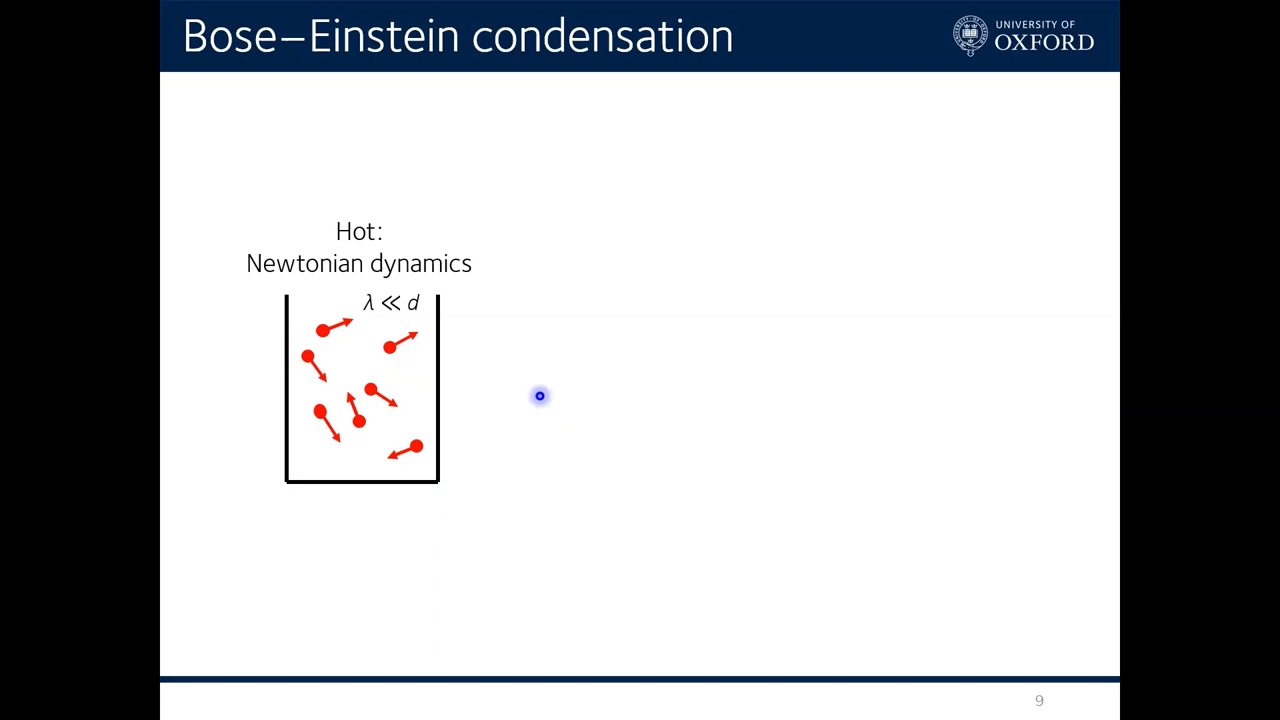 Bose–Einstein condensation
UNIVERSITY OF
OXFORD
Hot:
Newtonian dynamics
λ ≪ d
9